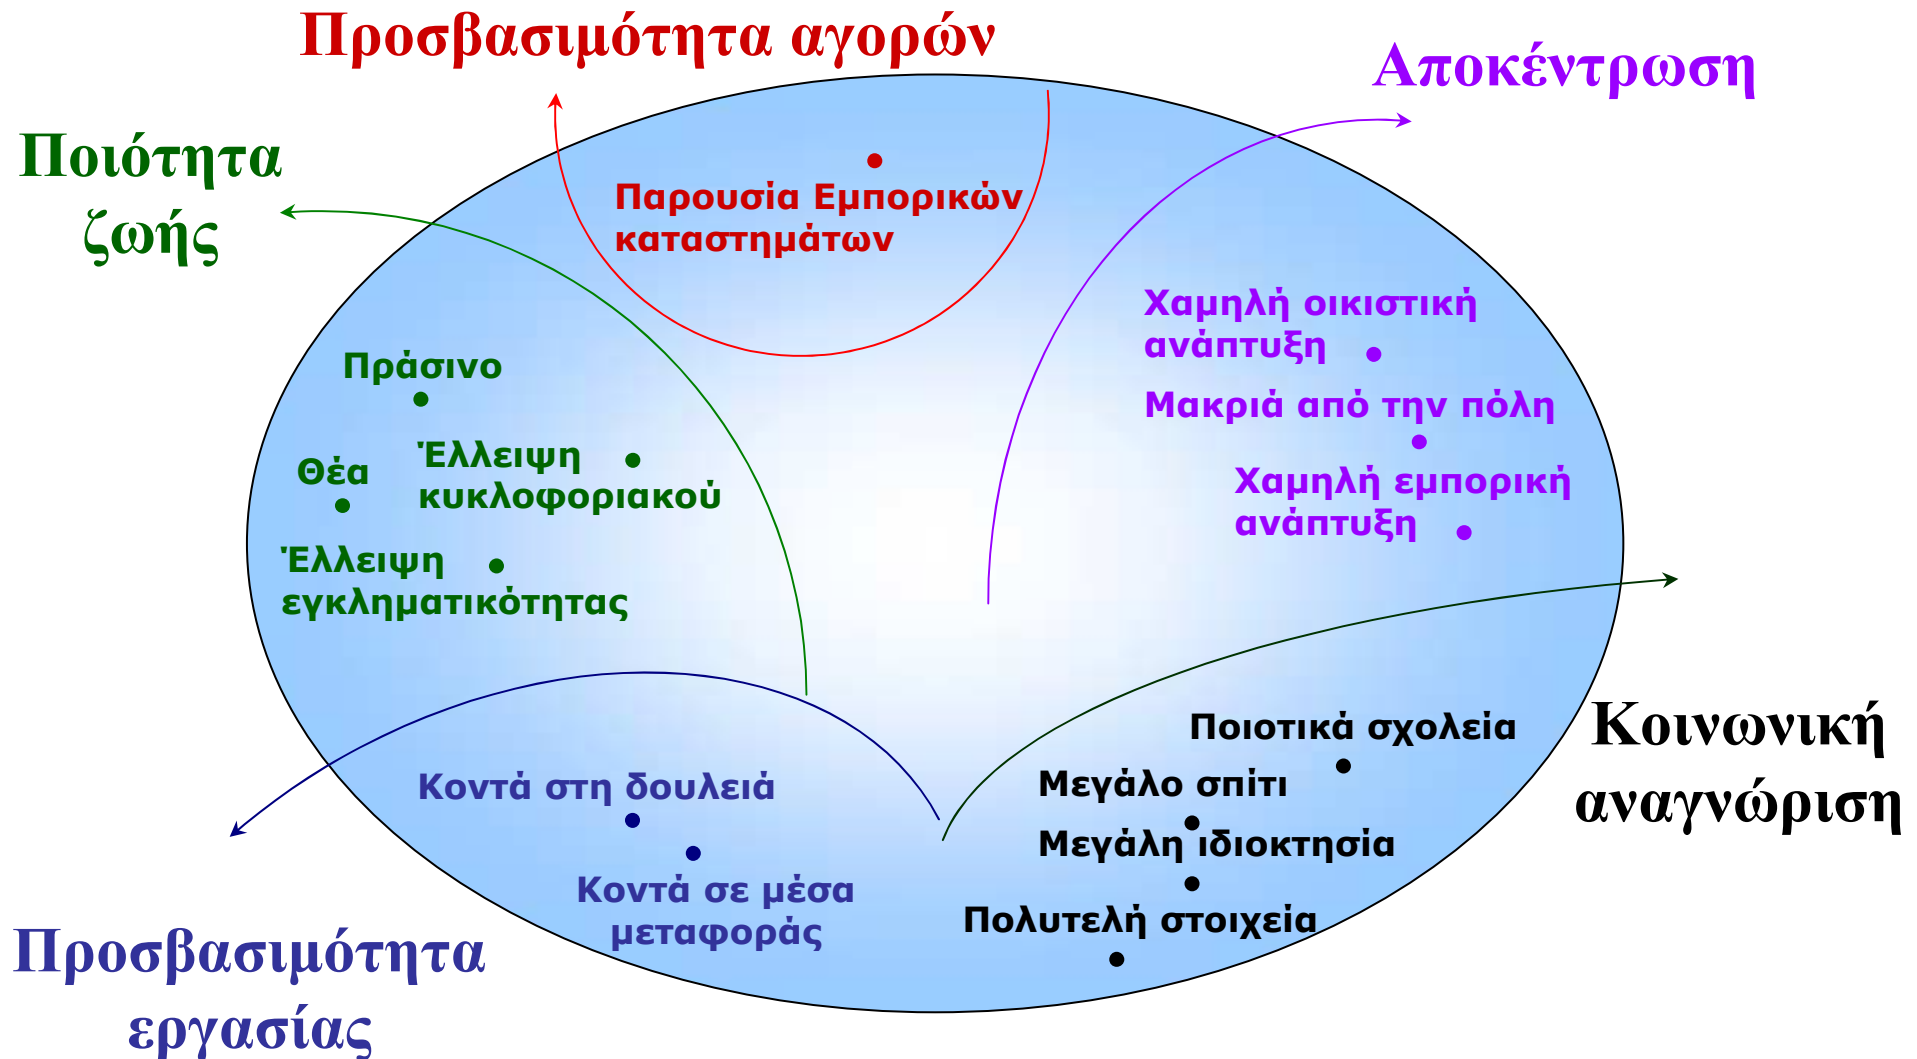 Προσβασιμότητα αγορών
Αποκέντρωση
Ποιότητα
ζωής
Παρουσία Εμπορικών
καταστημάτων
Χαμηλή οικιστική
ανάπτυξη
Μακριά από την πόλη
Χαμηλή εμπορική
ανάπτυξη
Πράσινο
Θέα
Έλλειψη
κυκλοφοριακού
Έλλειψη
εγκληματικότητας
Κοινωνική
αναγνώριση
Ποιοτικά σχολεία
Μεγάλο σπίτι
Μεγάλη ιδιοκτησία
Πολυτελή στοιχεία
Κοντά στη δουλειά
Κοντά σε μέσα
μεταφοράς
Προσβασιμότητα
εργασίας